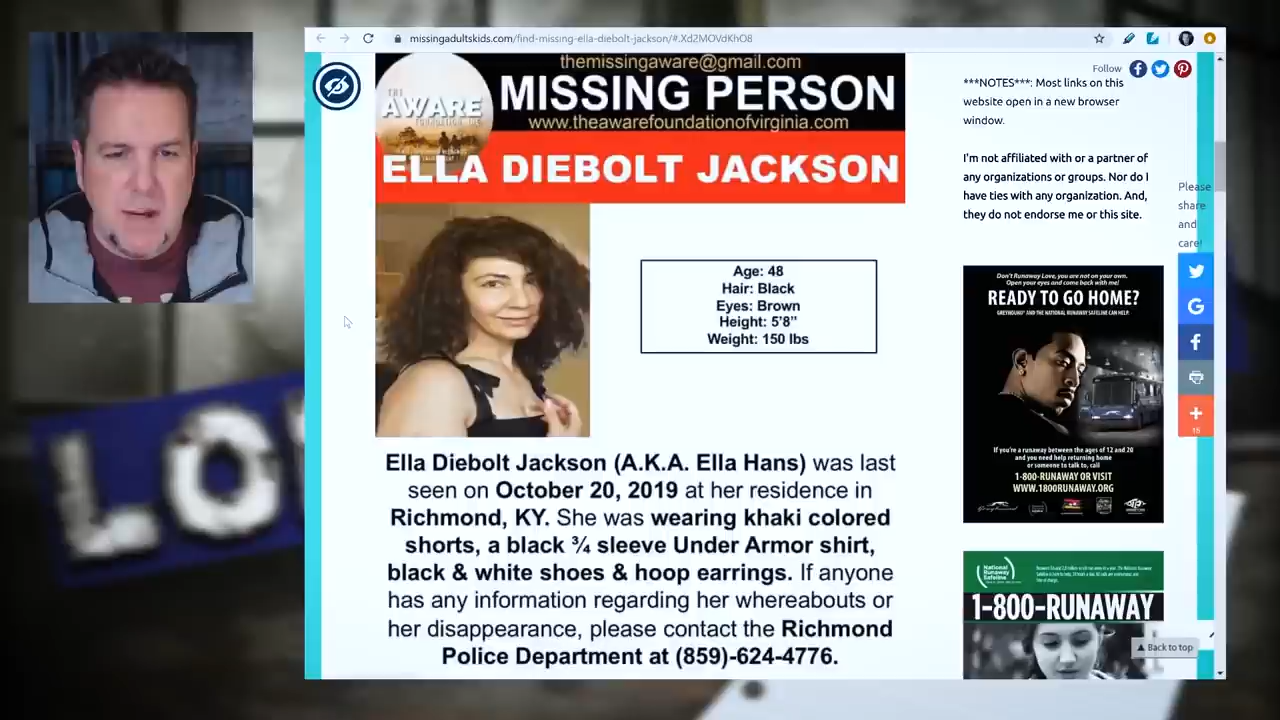 missingadultskids.com/find-missing-ella-diebolt-jackson/#.Xd2MOVdKhO8
themissingaware@gmail.com
THE
AWARE
MISSING PERSON
www.theawarefoundationofvirginia.com
ELLA DIEBOLT JACKSON
Age: 48
Hair: Black
Eyes: Brown
Height: 5'8”
Weight: 150 lbs
Ella Diebolt Jackson (A.K.A. Ella Hans) was last
seen on October 20, 2019 at her residence in
Richmond, KY. She was wearing khaki colored
shorts, a black ¾ sleeve Under Armor shirt,
black & white shoes & hoop earrings. If anyone
has any information regarding her whereabouts or
her disappearance, please contact the Richmond
Police Department at (859)-624-4776.
Follow
***NOTES***: Most links on this
website open in a new browser
window.
I'm not affiliated with or a partner of
any organizations or groups. Nor do I
have ties with any organization. And,
they do not endorse me or this site.
Please
share
and
care!
15
Don't Runaway Love, you are not on your own.
Open your eyes and come back with me!
READY TO GO HOME?
GREYHOUND AND THE NATIONAL RUNAWAY SAFELINE CAN HELP.
If you're a runaway between the ages of 12 and 20
and you need help returning home
or someone to talk to, call
1-800-RUNAWAY OR VISIT
WWW.1800RUNAWAY.ORG
National
Runaway
Safeline
1-800-RUNAWAY
Back to top
LO